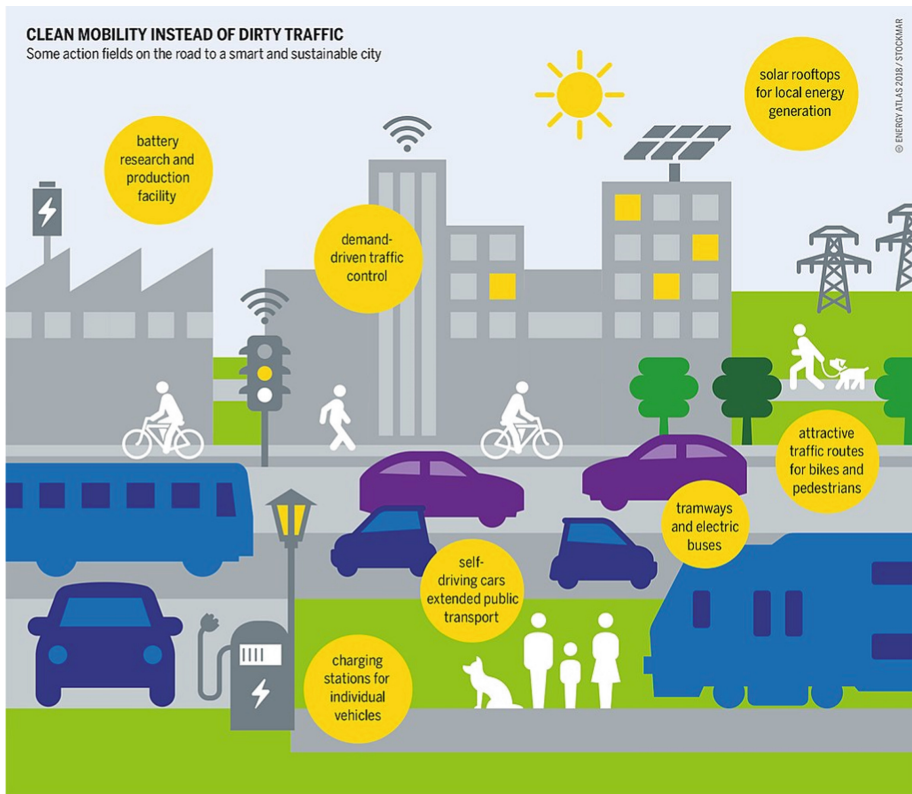 CLEAN MOBILITY INSTEAD OF DIRTY TRAFFIC
Some action fields on the road to a smart and sustainable city
© ENERGY ATLAS 2018 / STOCKMAR
solar rooftops
for local energy
generation
battery
research and
production
facility
demand-
driven traffic
control
attractive
traffic routes
for bikes and
pedestrians
tramways
and electric
buses
self-
driving cars
extended public
transport
charging
stations for
individual
vehicles